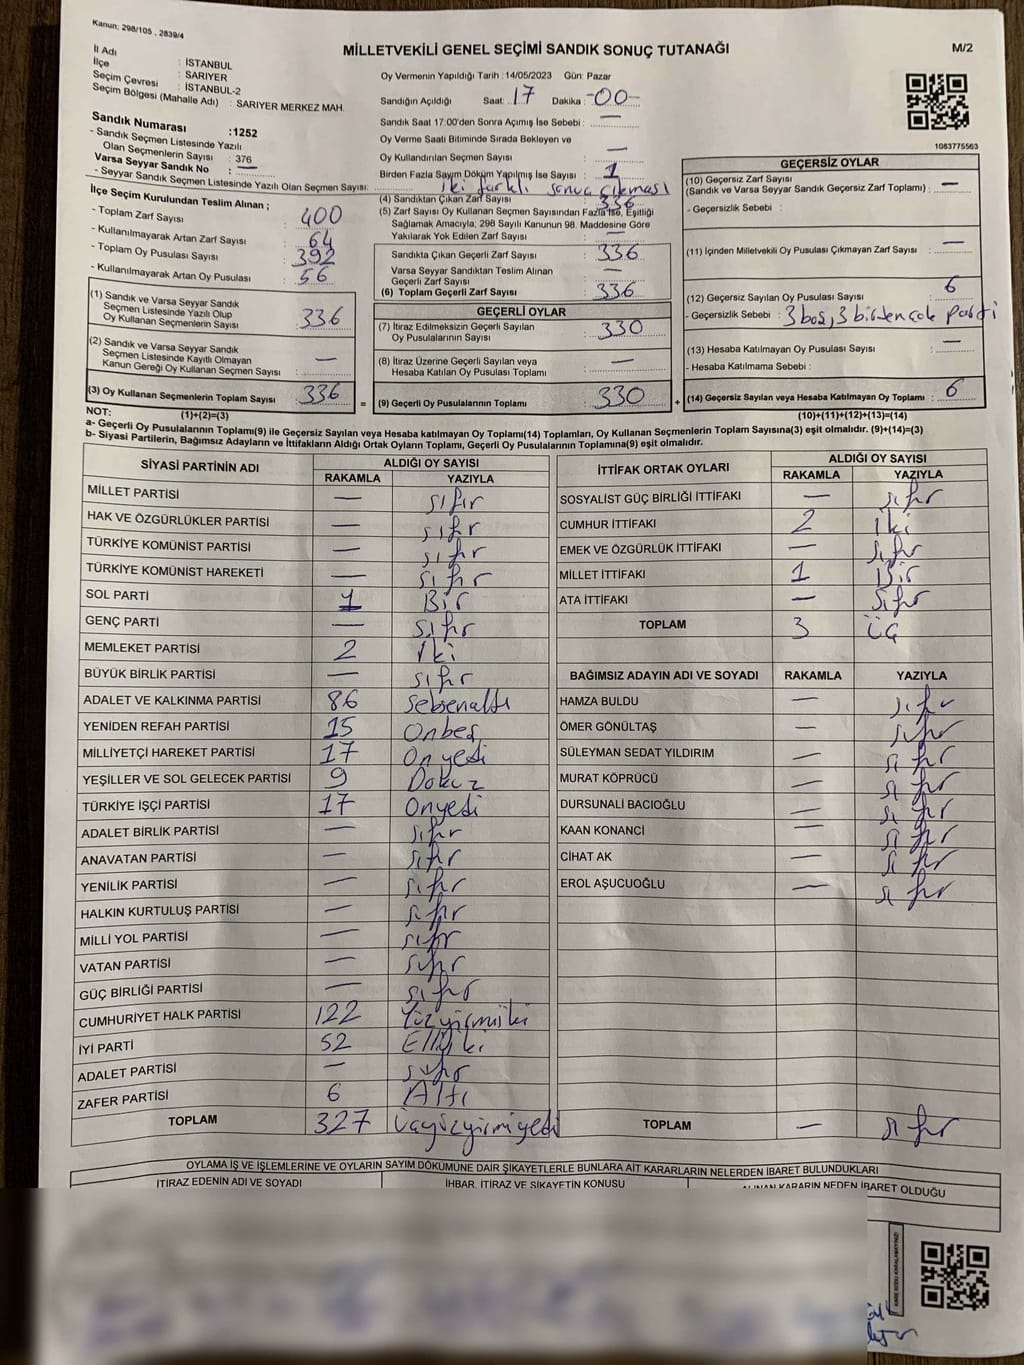 Kanun: 298/105 , 2839/4
MİLLETVEKİLİ GENEL SEÇİMİ SANDIK SONUÇ TUTANAĞI
M/2
İl Adı : İSTANBUL
İlçe : SARIYER
Seçim Çevresi : İSTANBUL-2
Seçim Bölgesi (Mahalle Adı) : SARIYER MERKEZ MAH.
Sandık Numarası :1252
- Sandık Seçmen Listesinde Yazılı
Olan Seçmenlerin Sayısı : 376
Varsa Seyyar Sandık No : —
- Seyyar Sandık Seçmen Listesinde Yazılı Olan Seçmen Sayısı:
İlçe Seçim Kurulundan Teslim Alınan ;
- Toplam Zarf Sayısı 400
- Kullanılmayarak Artan Zarf Sayısı 64
- Toplam Oy Pusulası Sayısı 392
- Kullanılmayarak Artan Oy Pusulası 56
(1) Sandık ve Varsa Seyyar Sandık
Seçmen Listesinde Yazılı Olup
Oy Kullanan Seçmenlerin Sayısı 336
(2) Sandık ve Varsa Seyyar Sandık
Seçmen Listesinde Kayıtlı Olmayan
Kanun Gereği Oy Kullanan Seçmen Sayısı —
(3) Oy Kullanan Seçmenlerin Toplam Sayısı 336 =
Oy Vermenin Yapıldığı Tarih :14/05/2023 Gün: Pazar
Sandığın Açıldığı Saat: 17 Dakika: -00-
Sandık Saat 17:00'den Sonra Açımış İse Sebebi : —
Oy Verme Saati Bitiminde Sırada Bekleyen ve
Oy Kullandırılan Seçmen Sayısı —
Birden Fazla Sayım Döküm Yapılmış İse Sayısı : 1
iki farklı sonuç çıkması
(4) Sandıktan Çıkan Zarf Sayısı 336
(5) Zarf Sayısı Oy Kullanan Seçmen Sayısından Fazla İse, Eşitliği
Sağlamak Amacıyla, 298 Sayılı Kanunun 98. Maddesine Göre
Yakılarak Yok Edilen Zarf Sayısı —
Sandıkta Çıkan Geçerli Zarf Sayısı 336
Varsa Seyyar Sandıktan Teslim Alınan
Geçerli Zarf Sayısı —
(6) Toplam Geçerli Zarf Sayısı 336
GEÇERLİ OYLAR
(7) İtiraz Edilmeksizin Geçerli Sayılan
Oy Pusulasının Sayısı 330
(8) İtiraz Üzerine Geçerli Sayılan veya
Hesaba Katılan Oy Pusulası Toplamı —
(9) Geçerli Oy Pusulalarının Toplamı 330 +
1083775563
GEÇERSİZ OYLAR
(10) Geçersiz Zarf Sayısı
(Sandık ve Varsa Seyyar Sandık Geçersiz Zarf Toplamı) : —
- Geçersizlik Sebebi :
(11) İçinden Milletvekili Oy Pusulası Çıkmayan Zarf Sayısı : —
(12) Geçersiz Sayılan Oy Pusulası Sayısı : 6
- Geçersizlik Sebebi : 3 boş, 3 birden çok parti
(13) Hesaba Katılmayan Oy Pusulası Sayısı : —
- Hesaba Katılmama Sebebi :
(14) Geçersiz Sayılan veya Hesaba Katılmayan Oy Toplamı : 6
NOT: (1)+(2)=(3) (10)+(11)+(12)+(13)=(14)
a- Geçerli Oy Pusulalarının Toplamı(9) ile Geçersiz Sayılan veya Hesaba katılmayan Oy Toplamı(14) Toplamları, Oy Kullanan Seçmenlerin Toplam Sayısına(3) eşit olmalıdır. (9)+(14)=(3)
b- Siyasi Partilerin, Bağımsız Adayların ve İttifakların Aldığı Ortak Oyların Toplamı, Geçerli Oy Pusulalarının Toplamına(9) eşit olmalıdır.
SİYASİ PARTİNİN ADI ALDIĞI OY SAYISI
RAKAMLA YAZIYLA
MİLLET PARTİSİ — sıfır
HAK VE ÖZGÜRLÜKLER PARTİSİ — sıfır
TÜRKİYE KOMÜNİST PARTİSİ — sıfır
TÜRKİYE KOMÜNİST HAREKETİ — sıfır
SOL PARTİ 1 Bir
GENÇ PARTİ — sıfır
MEMLEKET PARTİSİ 2 iki
BÜYÜK BİRLİK PARTİSİ — sıfır
ADALET VE KALKINMA PARTİSİ 86 Seksenaltı
YENİDEN REFAH PARTİSİ 15 Onbeş
MİLLİYETÇİ HAREKET PARTİSİ 17 Onyedi
YEŞİLLER VE SOL GELECEK PARTİSİ 9 Dokuz
TÜRKİYE İŞÇİ PARTİSİ 17 Onyedi
ADALET BİRLİK PARTİSİ — sıfır
ANAVATAN PARTİSİ — sıfır
YENİLİK PARTİSİ — sıfır
HALKIN KURTULUŞ PARTİSİ — sıfır
MİLLİ YOL PARTİSİ — sıfır
VATAN PARTİSİ — sıfır
GÜÇ BİRLİĞİ PARTİSİ — sıfır
CUMHURİYET HALK PARTİSİ 122 Yüzyirmiiki
İYİ PARTİ 52 Elliiki
ADALET PARTİSİ — sıfır
ZAFER PARTİSİ 6 Altı
TOPLAM 327 Üçyüzyirmiyedi
İTTİFAK ORTAK OYLARI ALDIĞI OY SAYISI
RAKAMLA YAZIYLA
SOSYALİST GÜÇ BİRLİĞİ İTTİFAKI — sıfır
CUMHUR İTTİFAKI 2 iki
EMEK VE ÖZGÜRLÜK İTTİFAKI — sıfır
MİLLET İTTİFAKI 1 Bir
ATA İTTİFAKI — sıfır
TOPLAM 3 üç
BAĞIMSIZ ADAYIN ADI VE SOYADI RAKAMLA YAZIYLA
HAMZA BULDU — sıfır
ÖMER GÖNÜLTAŞ — sıfır
SÜLEYMAN SEDAT YILDIRIM — sıfır
MURAT KÖPRÜCÜ — sıfır
DURSUNALİ BACIOĞLU — sıfır
KAAN KONANCİ — sıfır
CİHAT AK — sıfır
EROL AŞUCUOĞLU — sıfır
TOPLAM — sıfır
OYLAMA İŞ VE İŞLEMLERİNE VE OYLARIN SAYIM DÖKÜMÜNE DAİR ŞİKAYETLERLE BUNLARA AİT KARARLARIN NELERDEN İBARET BULUNDUKLARI
İTİRAZ EDENİN ADI VE SOYADI İHBAR, İTİRAZ VE ŞİKAYETİN KONUSU ALINAN KARARIN NEDEN İBARET OLDUĞU